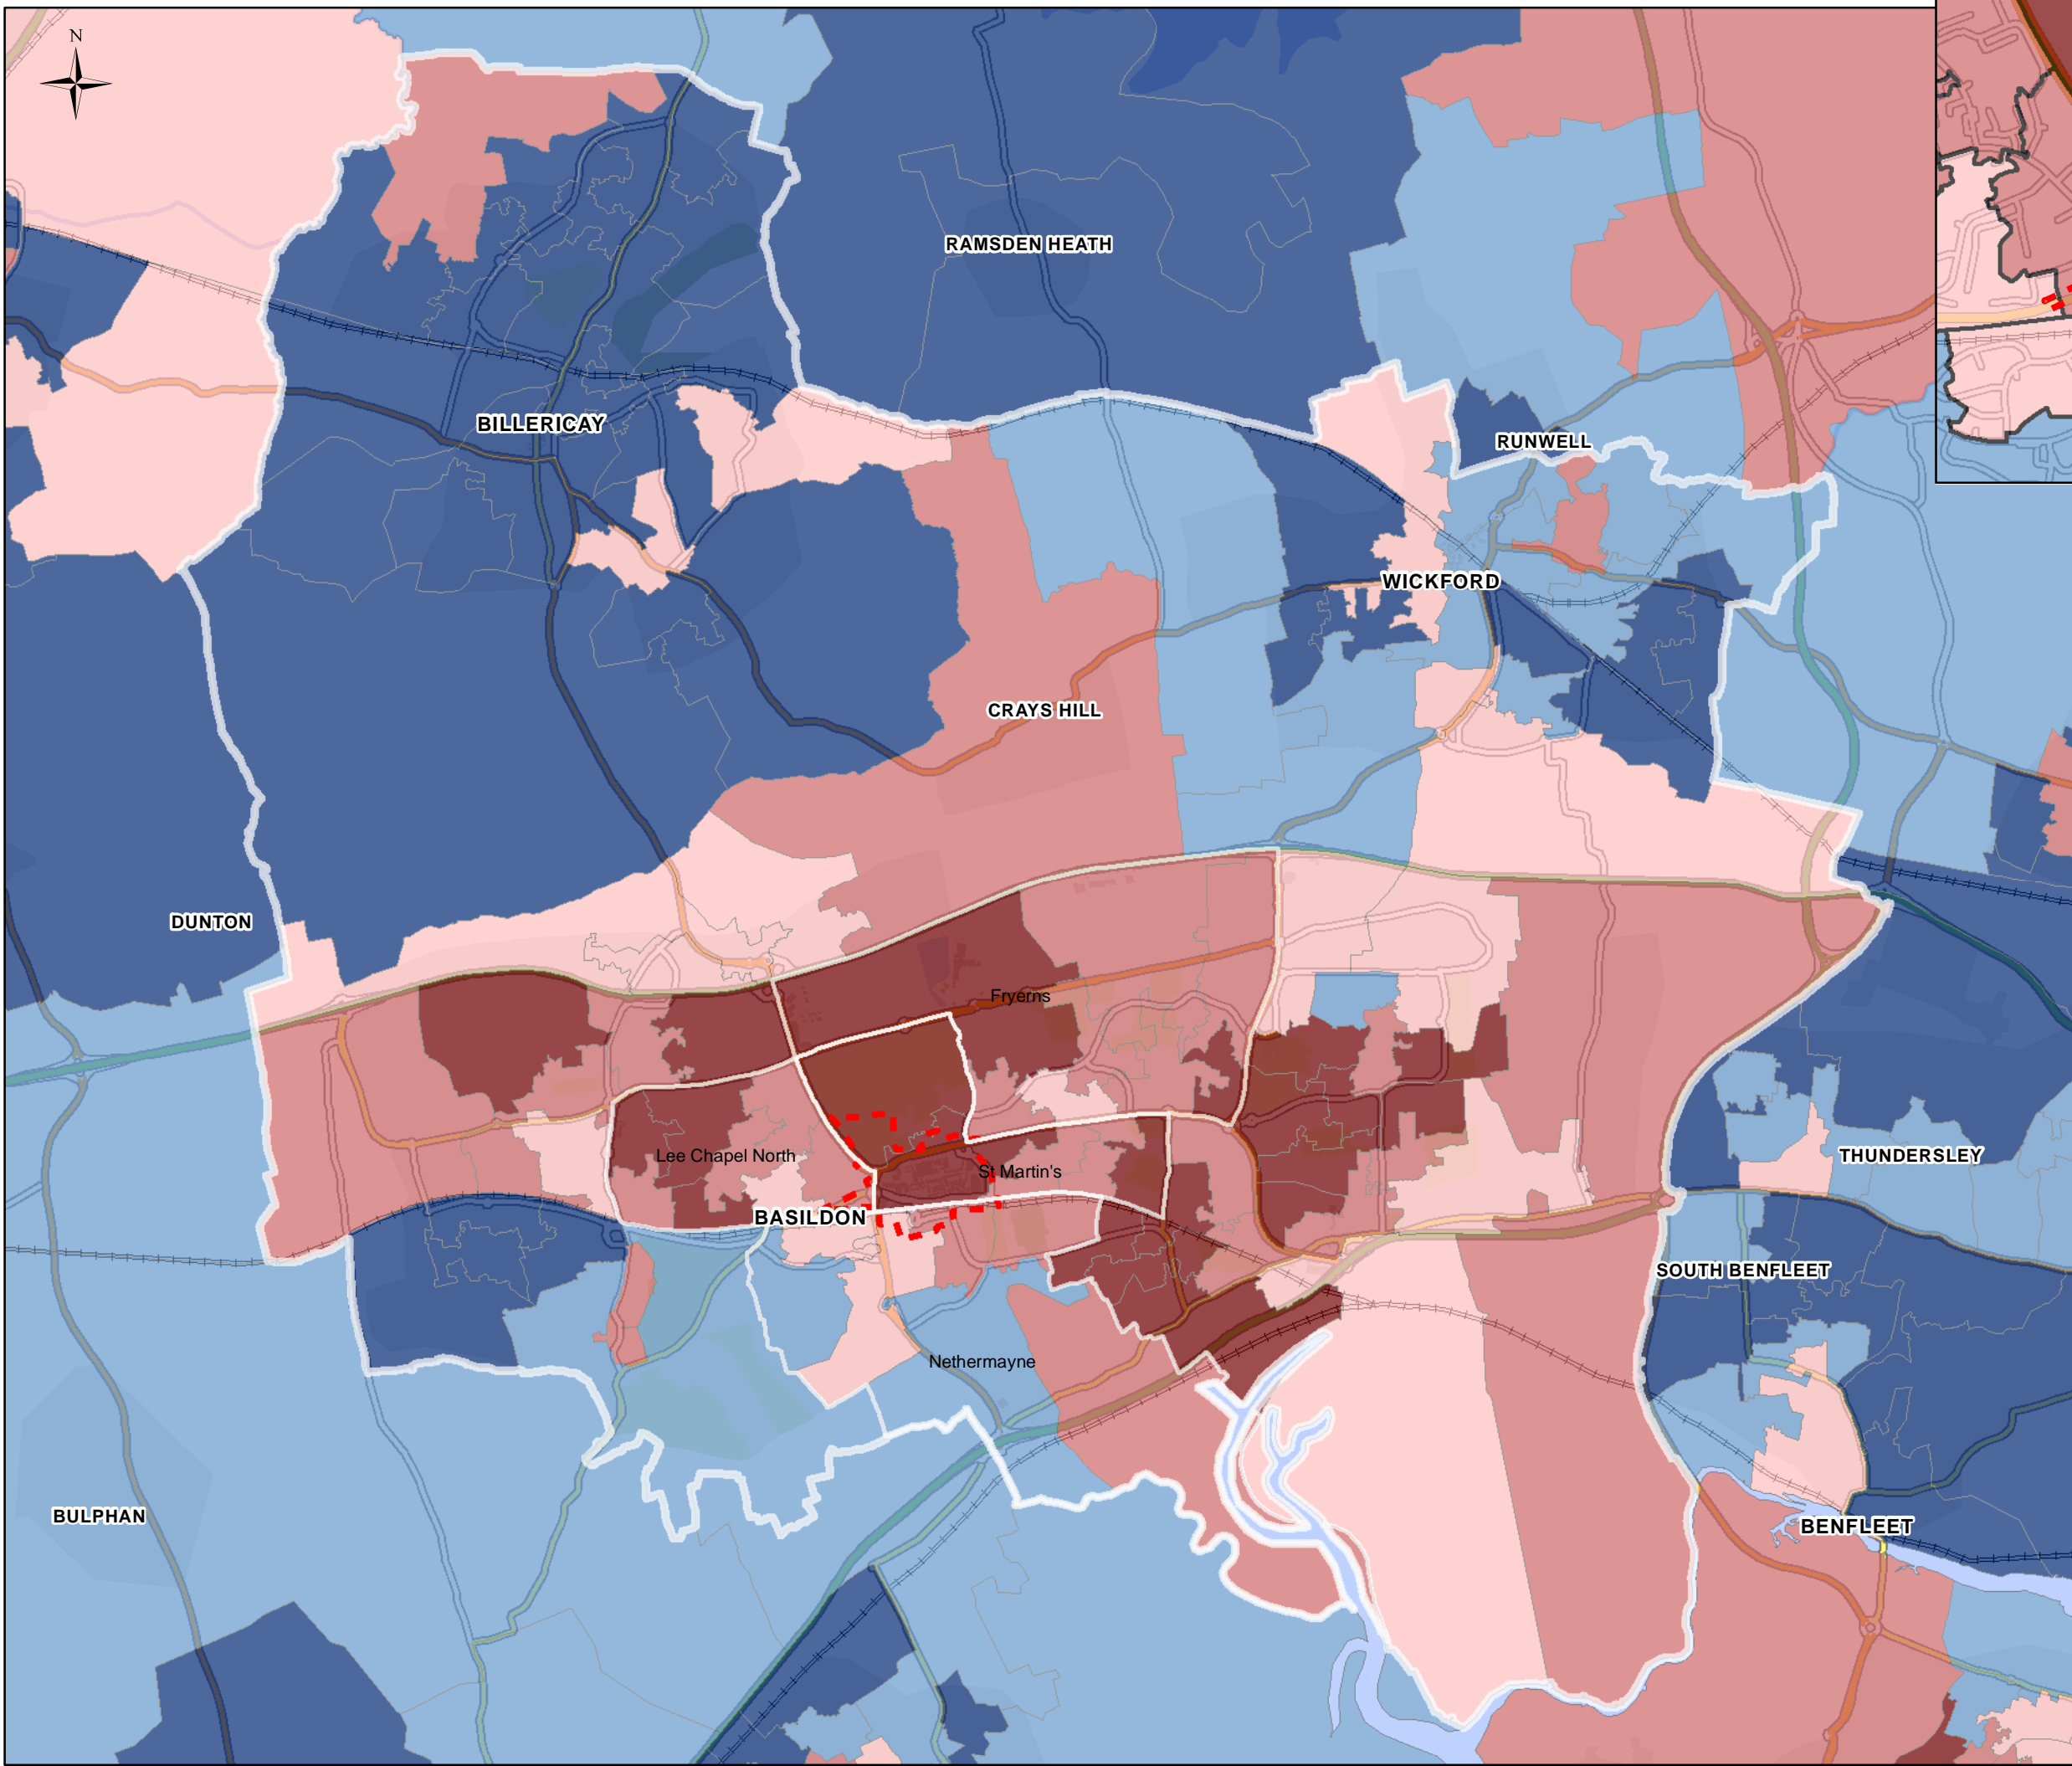 N
RAMSDEN HEATH
BILLERICAY
RUNWELL
WICKFORD
CRAYS HILL
DUNTON
Fryerns
Lee Chapel North
THUNDERSLEY
St Martin's
BASILDON
SOUTH BENFLEET
Nethermayne
BULPHAN
BENFLEET